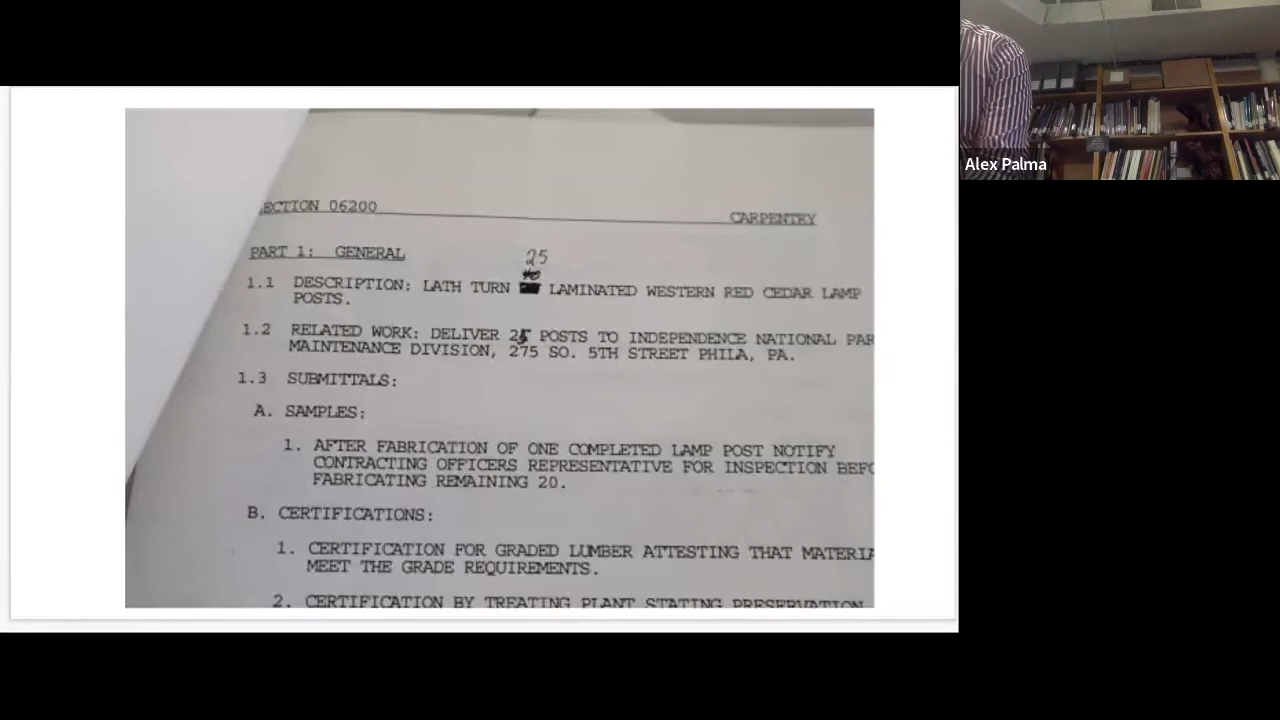 Alex Palma
ECTION 06200 CARPENTRY
PART 1: GENERAL
25
1.1 DESCRIPTION: LATH TURN LAMINATED WESTERN RED CEDAR LAMP
POSTS.
1.2 RELATED WORK: DELIVER 25 POSTS TO INDEPENDENCE NATIONAL PAR
MAINTENANCE DIVISION, 275 SO. 5TH STREET PHILA, PA.
1.3 SUBMITTALS:
A. SAMPLES:
1. AFTER FABRICATION OF ONE COMPLETED LAMP POST NOTIFY
CONTRACTING OFFICERS REPRESENTATIVE FOR INSPECTION BEFO
FABRICATING REMAINING 20.
B. CERTIFICATIONS:
1. CERTIFICATION FOR GRADED LUMBER ATTESTING THAT MATERIA
MEET THE GRADE REQUIREMENTS.
2. CERTIFICATION BY TREATING PLANT STATING PRESERVATION